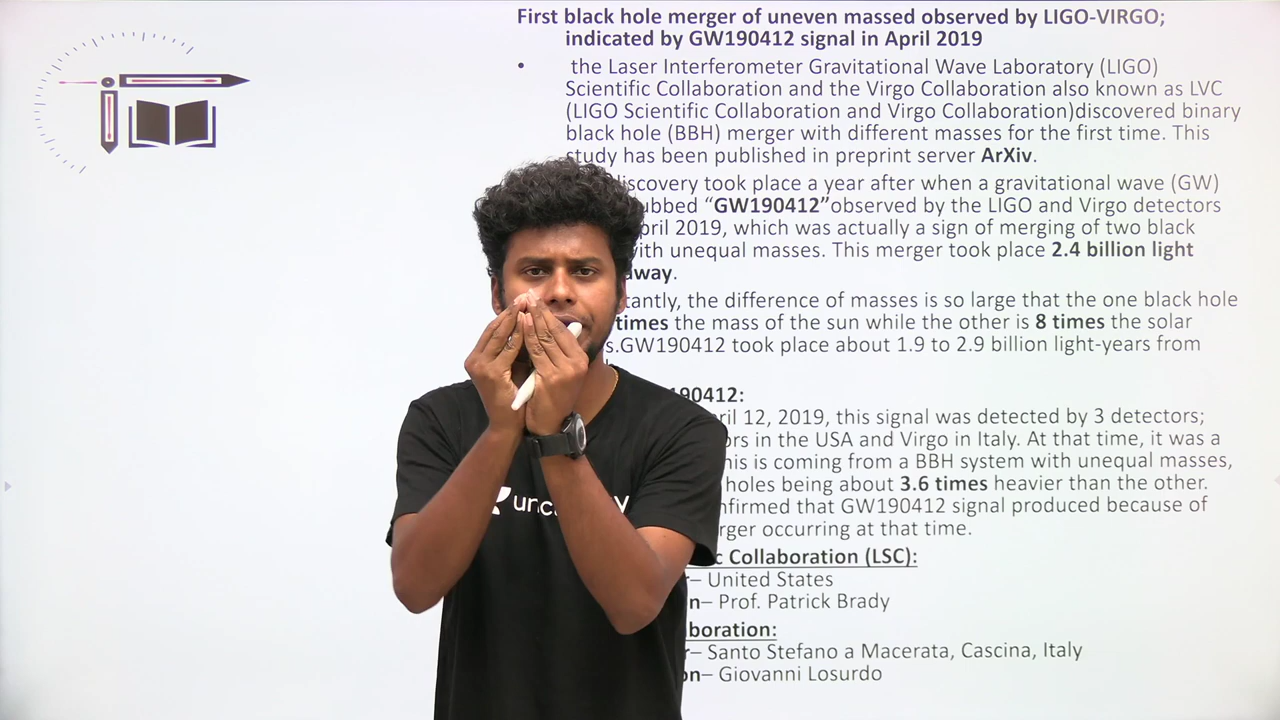 First black hole merger of uneven massed observed by LIGO-VIRGO;
indicated by GW190412 signal in April 2019
• the Laser Interferometer Gravitational Wave Laboratory (LIGO)
Scientific Collaboration and the Virgo Collaboration also known as LVC
(LIGO Scientific Collaboration and Virgo Collaboration)discovered binary
black hole (BBH) merger with different masses for the first time. This
study has been published in preprint server ArXiv.
discovery took place a year after when a gravitational wave (GW)
ubbed “GW190412”observed by the LIGO and Virgo detectors
pril 2019, which was actually a sign of merging of two black
with unequal masses. This merger took place 2.4 billion light
away.
tantly, the difference of masses is so large that the one black hole
times the mass of the sun while the other is 8 times the solar
s.GW190412 took place about 1.9 to 2.9 billion light-years from
190412:
ril 12, 2019, this signal was detected by 3 detectors;
ors in the USA and Virgo in Italy. At that time, it was a
his is coming from a BBH system with unequal masses,
holes being about 3.6 times heavier than the other.
nfirmed that GW190412 signal produced because of
rger occurring at that time.
c Collaboration (LSC):
r– United States
n– Prof. Patrick Brady
boration:
r– Santo Stefano a Macerata, Cascina, Italy
on– Giovanni Losurdo